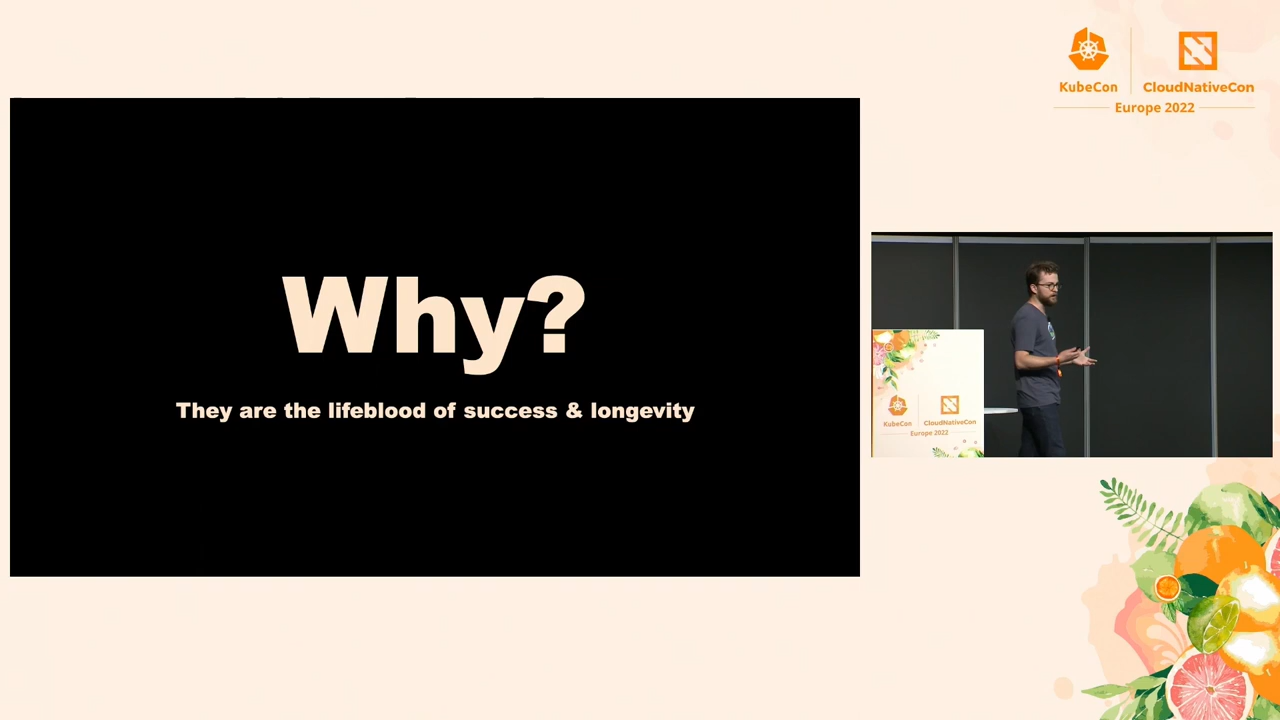 KubeCon
CloudNativeCon
Europe 2022
Why?
They are the lifeblood of success & longevity
KubeCon
CloudNativeCon
Europe 2022